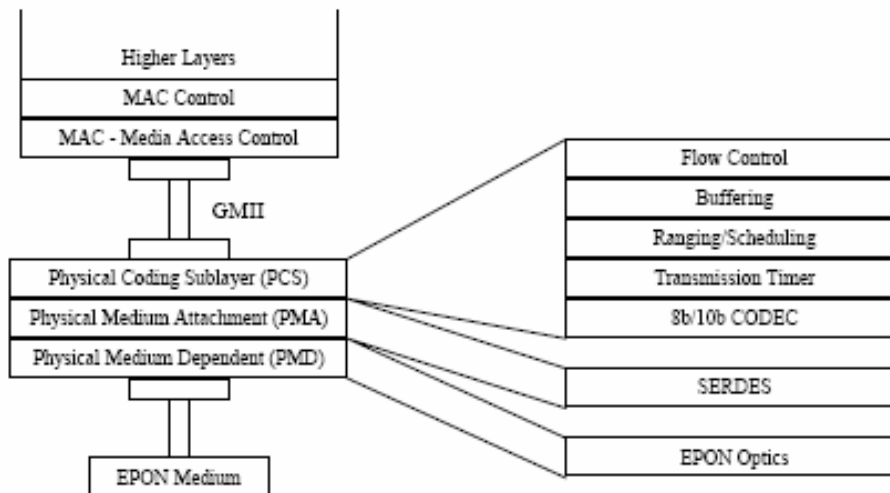 Higher Layers
MAC Control
MAC - Media Access Control
GMII
Physical Coding Sublayer (PCS)
Physical Medium Attachment (PMA)
Physical Medium Dependent (PMD)
EPON Medium
Flow Control
Buffering
Ranging/Scheduling
Transmission Timer
8b/10b CODEC
SERDES
EPON Optics